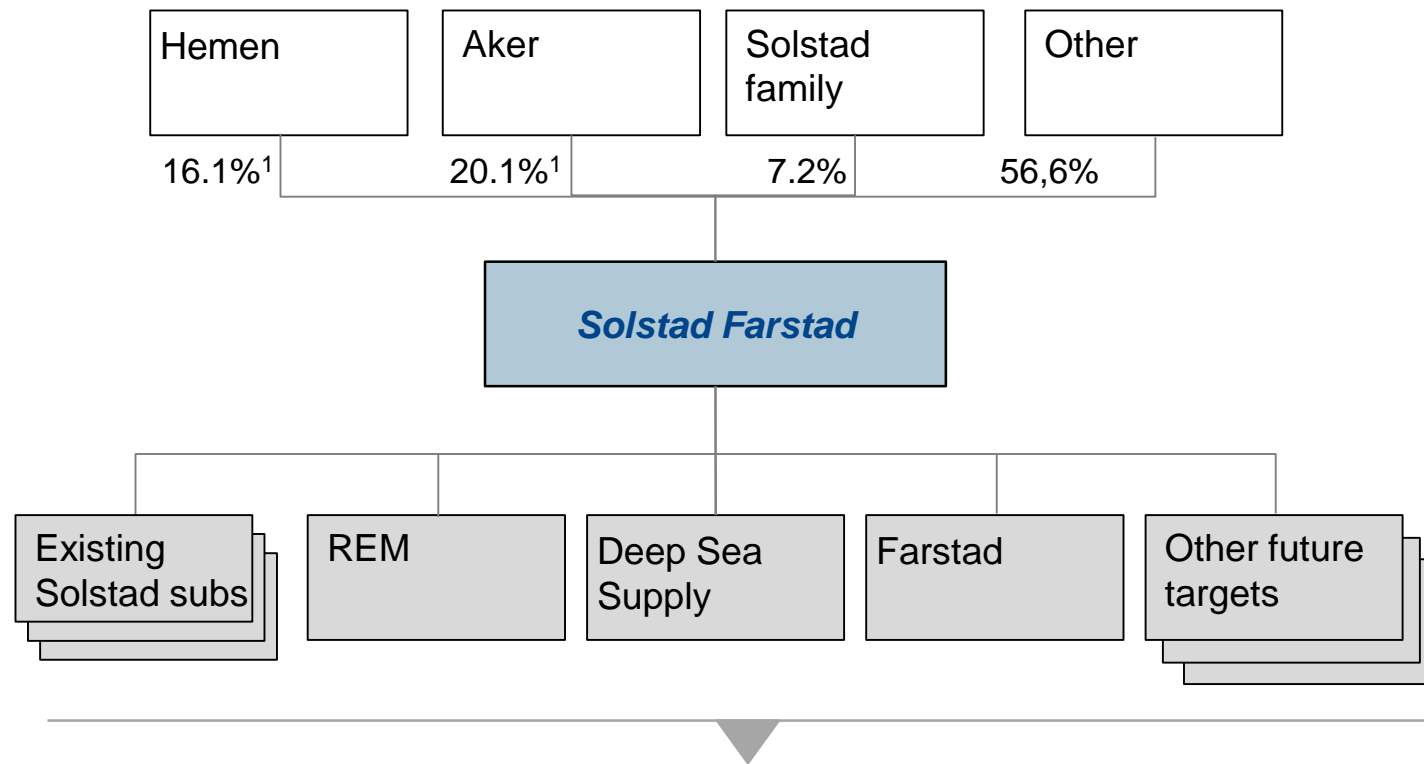 Hemen
Aker
Solstad
family
Other
16.1%¹
20.1%¹
7.2%
56,6%
Solstad Farstad
Existing
Solstad subs
REM
Deep Sea
Supply
Farstad
Other future
targets